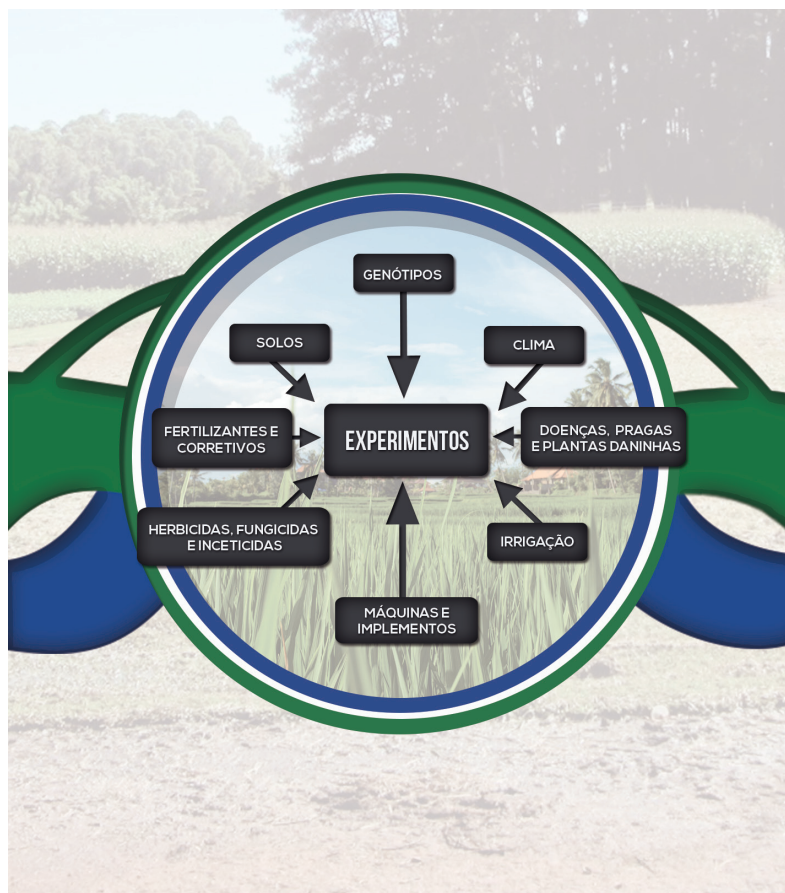 GENÓTIPOS
SOLOS
CLIMA
FERTILIZANTES E
CORRETIVOS
EXPERIMENTOS
DOENÇAS, PRAGAS
E PLANTAS DANINHAS
HERBICIDAS, FUNGICIDAS
E INCETICIDAS
IRRIGAÇÃO
MÁQUINAS E
IMPLEMENTOS